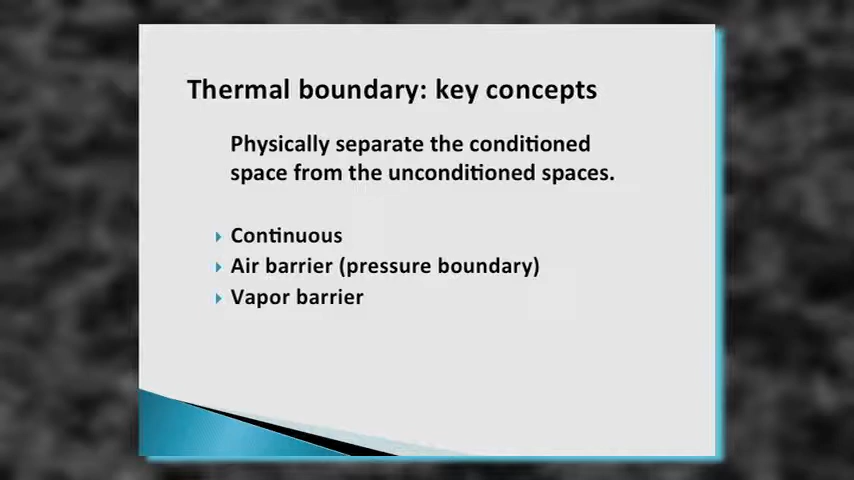 Thermal boundary: key concepts
Physically separate the conditioned
space from the unconditioned spaces.
Continuous
Air barrier (pressure boundary)
Vapor barrier